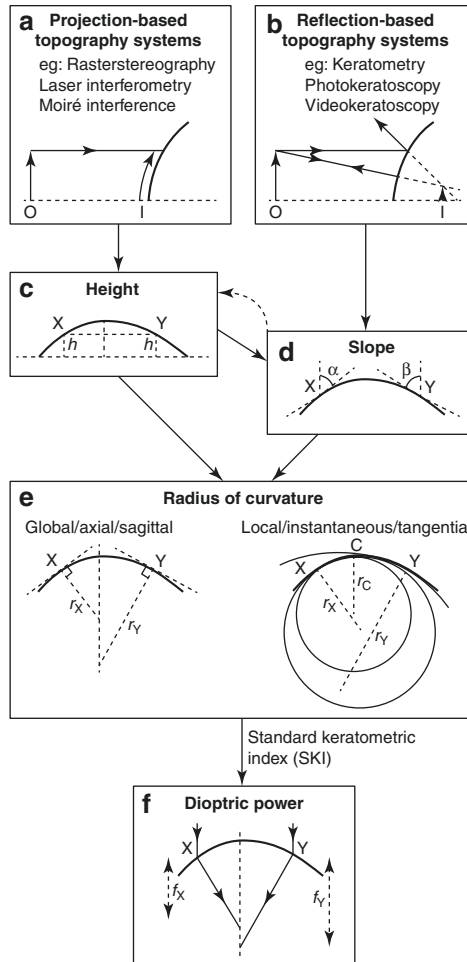 a Projection-based
topography systems
eg: Rasterstereography
Laser interferometry
Moiré interference
O I
b Reflection-based
topography systems
eg: Keratometry
Photokeratoscopy
Videokeratoscopy
O I
c Height
X Y
h h
d Slope
α β
X Y
e Radius of curvature
Global/axial/sagittal
X Y
rX
rY
Local/instantaneous/tangential
C
X Y
rC
rX
rY
Standard keratometric
index (SKI)
f Dioptric power
X Y
fX fY